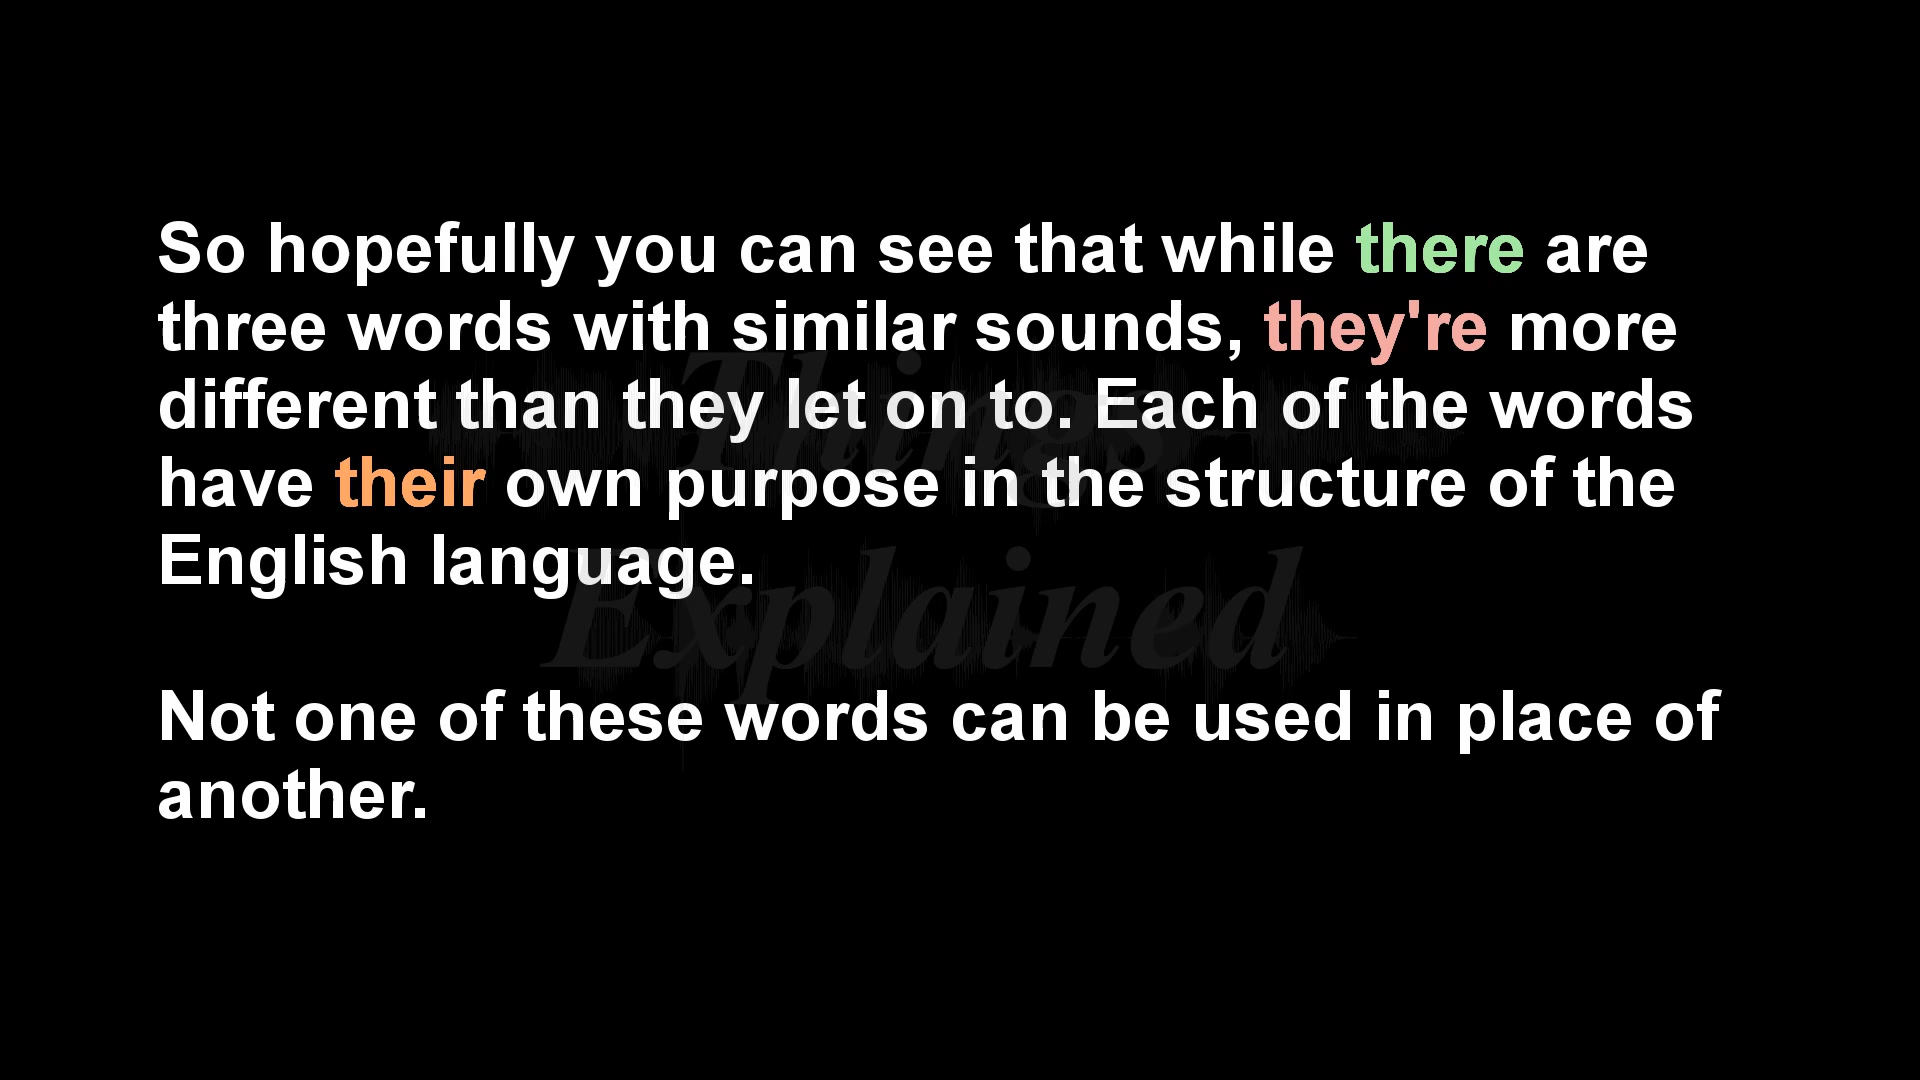 So hopefully you can see that while there are
three words with similar sounds, they're more
different than they let on to. Each of the words
have their own purpose in the structure of the
English language.
Not one of these words can be used in place of
another.
Things
Explained